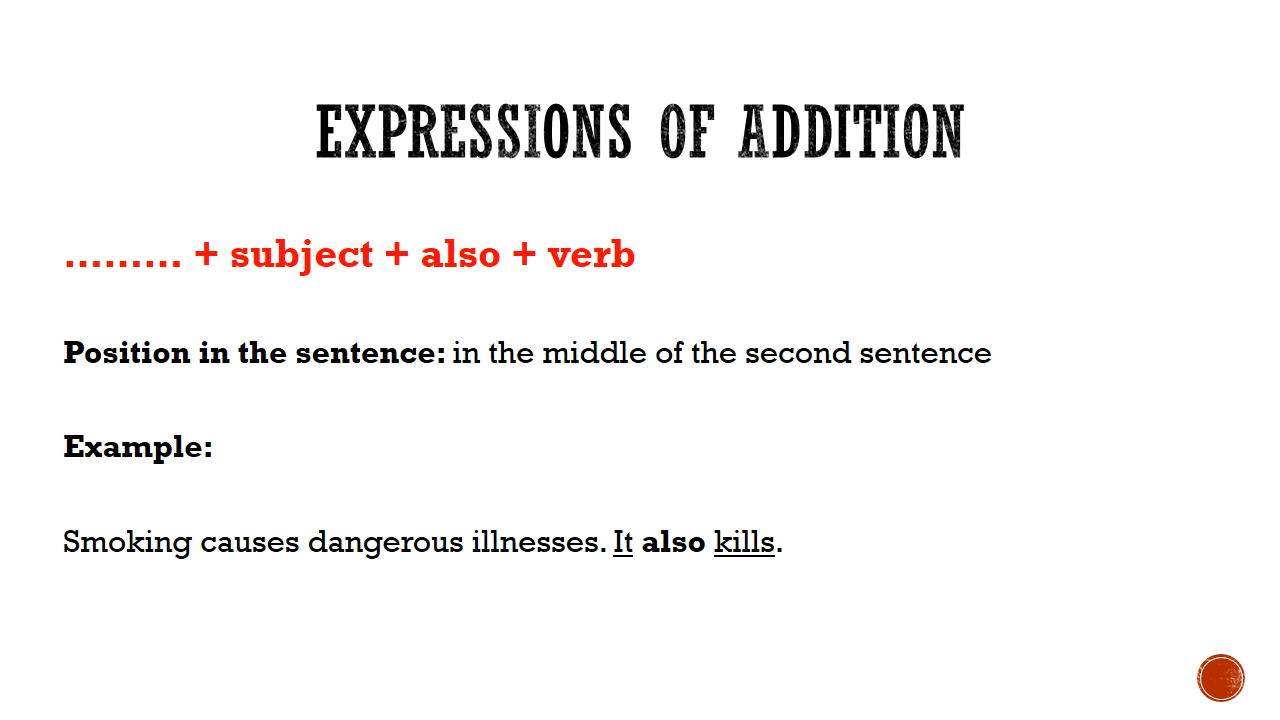 EXPRESSIONS OF ADDITION
……… + subject + also + verb
Position in the sentence: in the middle of the second sentence
Example:
Smoking causes dangerous illnesses. It also kills.